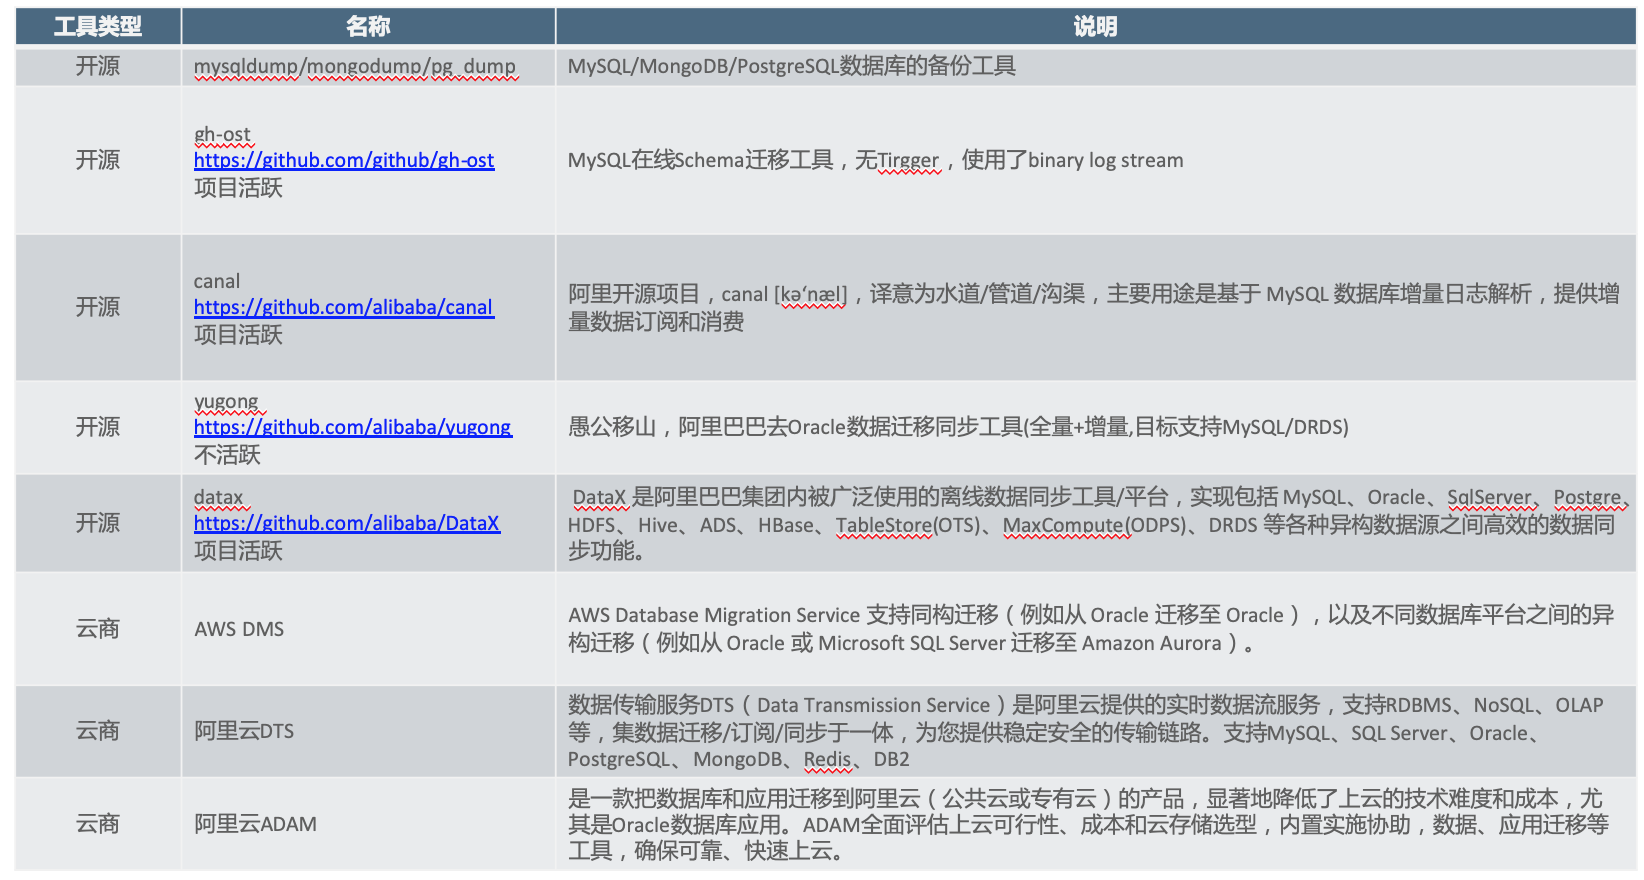 工具类型 名称 说明
开源 mysqldump/mongodump/pg_dump MySQL/MongoDB/PostgreSQL数据库的备份工具
gh-ost
开源 https://github.com/github/gh-ost MySQL在线Schema迁移工具，无Tirgger，使用了binary log stream
项目活跃
canal
https://github.com/alibaba/canal
项目活跃
开源
阿里开源项目，canal [kə‘næl]，译意为水道/管道/沟渠，主要用途是基于 MySQL 数据库增量日志解析，提供增
量数据订阅和消费
yugong
开源 https://github.com/alibaba/yugong 愚公移山，阿里巴巴去Oracle数据迁移同步工具(全量+增量,目标支持MySQL/DRDS)
不活跃
开源
datax
https://github.com/alibaba/DataX
项目活跃
DataX 是阿里巴巴集团内被广泛使用的离线数据同步工具/平台，实现包括 MySQL、Oracle、SqlServer、Postgre、
HDFS、Hive、ADS、HBase、TableStore(OTS)、MaxCompute(ODPS)、DRDS 等各种异构数据源之间高效的数据同
步功能。
云商 AWS DMS
AWS Database Migration Service 支持同构迁移（例如从 Oracle 迁移至 Oracle），以及不同数据库平台之间的异
构迁移（例如从 Oracle 或 Microsoft SQL Server 迁移至 Amazon Aurora）。
云商 阿里云DTS
数据传输服务DTS（Data Transmission Service）是阿里云提供的实时数据流服务，支持RDBMS、NoSQL、OLAP
等，集数据迁移/订阅/同步于一体，为您提供稳定安全的传输链路。支持MySQL、SQL Server、Oracle、
PostgreSQL、MongoDB、Redis、DB2
云商 阿里云ADAM
是一款把数据库和应用迁移到阿里云（公共云或专有云）的产品，显著地降低了上云的技术难度和成本，尤
其是Oracle数据库应用。ADAM全面评估上云可行性、成本和云存储选型，内置实施协助，数据、应用迁移等
工具，确保可靠、快速上云。